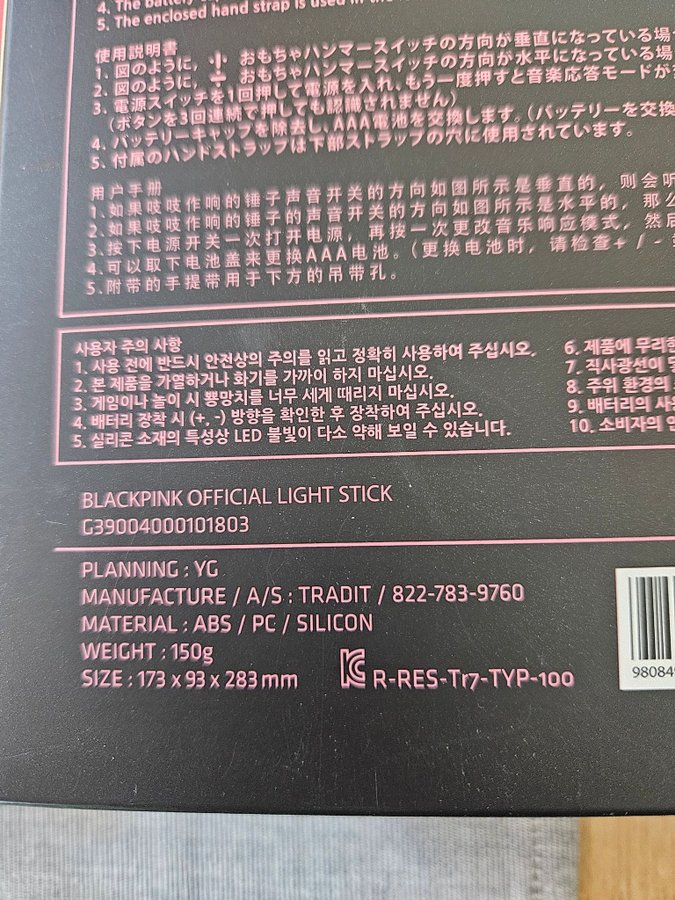 4. The battery
5. The enclosed hand strap is used in the
使用説明書
1. 図のように、 おもちゃハンマースイッチの方向が垂直になっている場
2. 図のように、 おもちゃハンマースイッチの方向が水平になっている場
3. 電源スイッチを1回押して電源を入れ、もう一度押すと音楽応答モードが
(ボタンを3回連続で押しても認識されません)
4. バッテリーキャップを除去し、AAA電池を交換します。(バッテリーを交換
5. 付属のハンドストラップは下部ストラップの穴に使用されています。
用户手册
1. 如果吱吱作响的锤子声音开关的方向如图所示是垂直的, 则会听
2. 如果吱吱作响的锤子的声音开关的方向如图所示是水平的, 那么
3. 按下电源开关一次打开电源, 再按一次更改音乐响应模式, 然后
4. 可以取下电池盖来更换AAA电池。(更换电池时, 请检查+ / -
5. 附带的手提带用于下方的吊带孔。
사용자 주의 사항
1. 사용 전에 반드시 안전상의 주의를 읽고 정확히 사용하여 주십시오.
2. 본 제품을 가열하거나 화기를 가까이 하지 마십시오.
3. 게임이나 놀이 시 뿅망치를 너무 세게 때리지 마십시오.
4. 배터리 장착 시 (+, -) 방향을 확인한 후 장착하여 주십시오.
5. 실리콘 소재의 특성상 LED 불빛이 다소 약해 보일 수 있습니다.
6. 제품에 무리한
7. 직사광선이
8. 주위 환경의
9. 배터리의 사용
10. 소비자의
BLACKPINK OFFICIAL LIGHT STICK
G39004000101803
PLANNING : YG
MANUFACTURE / A/S : TRADIT / 822-783-9760
MATERIAL : ABS / PC / SILICON
WEIGHT : 150g
SIZE : 173 x 93 x 283 mm
R-RES-Tr7-TYP-100
98084